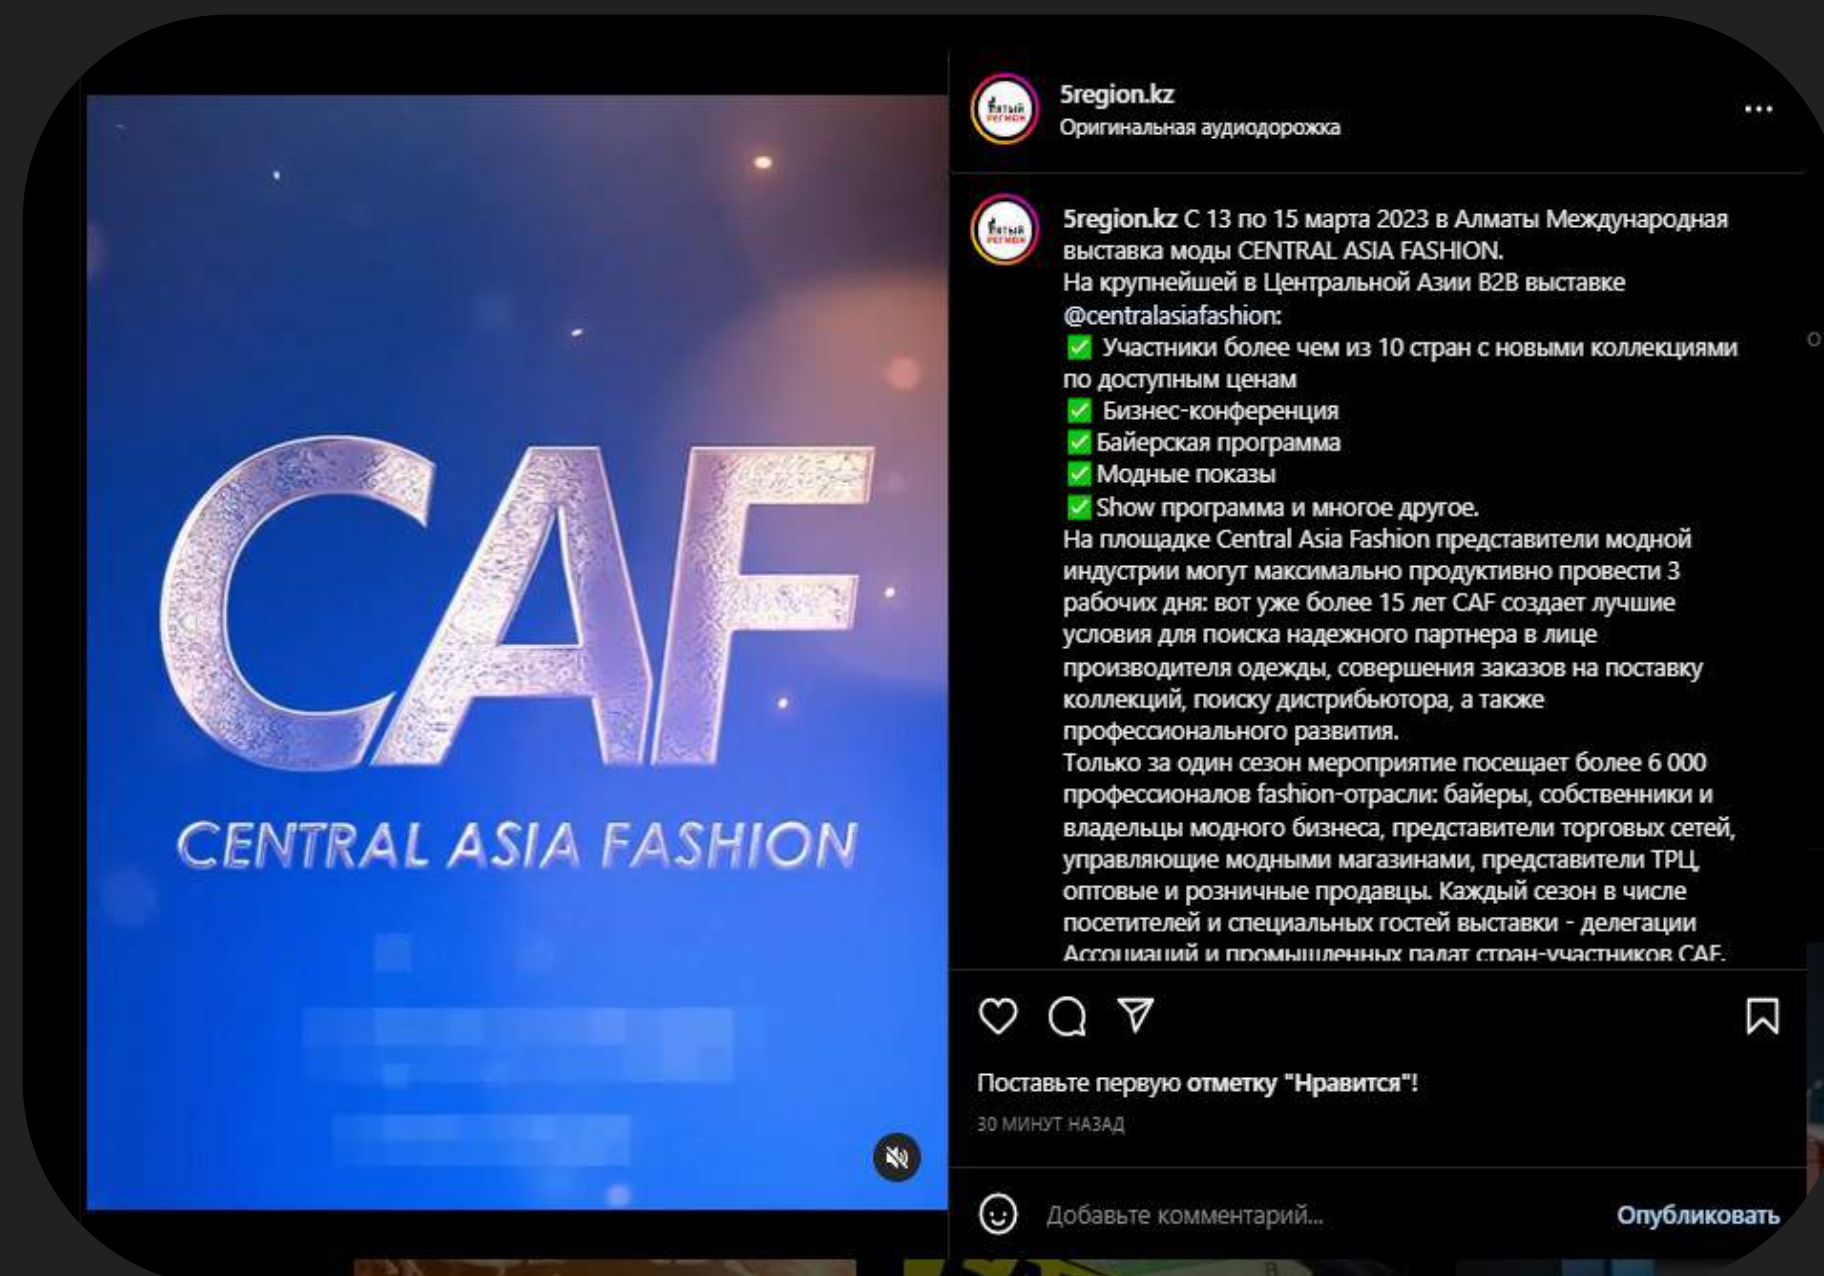 CAF
CENTRAL ASIA FASHION
Пятый
РЕГИОН
5region.kz
Оригинальная аудиодорожка
Пятый
РЕГИОН
5region.kz С 13 по 15 марта 2023 в Алматы Международная
выставка моды CENTRAL ASIA FASHION.
На крупнейшей в Центральной Азии B2B выставке
@centralasiafashion:
✅ Участники более чем из 10 стран с новыми коллекциями
по доступным ценам
✅ Бизнес-конференция
✅ Байерская программа
✅ Модные показы
✅ Show программа и многое другое.
На площадке Central Asia Fashion представители модной
индустрии могут максимально продуктивно провести 3
рабочих дня: вот уже более 15 лет CAF создает лучшие
условия для поиска надежного партнера в лице
производителя одежды, совершения заказов на поставку
коллекций, поиску дистрибьютора, а также
профессионального развития.
Только за один сезон мероприятие посещает более 6 000
профессионалов fashion-отрасли: байеры, собственники и
владельцы модного бизнеса, представители торговых сетей,
управляющие модными магазинами, представители ТРЦ,
оптовые и розничные продавцы. Каждый сезон в числе
посетителей и специальных гостей выставки - делегации
Ассоциаций и промышленных палат стран-участников CAF.
Поставьте первую отметку "Нравится"!
30 МИНУТ НАЗАД
Добавьте комментарий...
Опубликовать